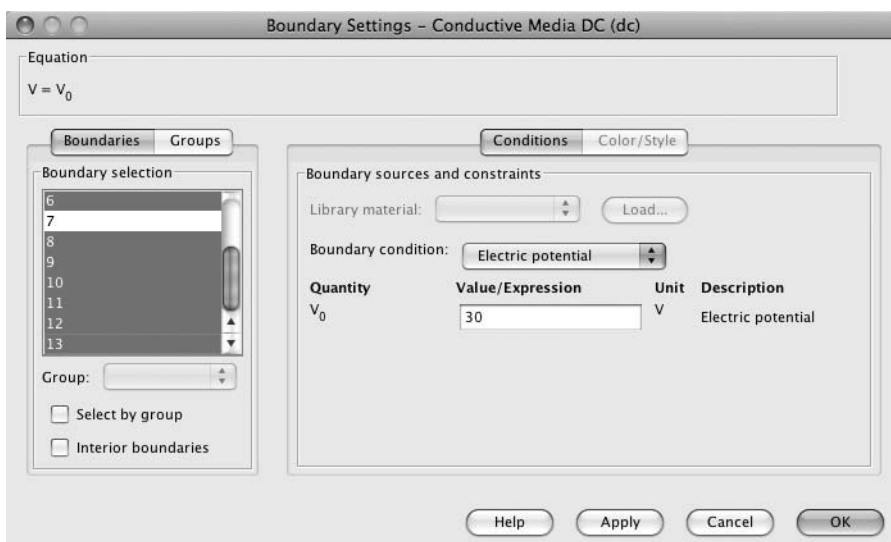 Boundary Settings – Conductive Media DC (dc)
Equation
V = V0
Boundaries Groups
Boundary selection
6
7
8
9
10
11
12
13
Group:
Select by group
Interior boundaries
Conditions Color/Style
Boundary sources and constraints
Library material: Load...
Boundary condition: Electric potential
Quantity Value/Expression Unit Description
V0 30 V Electric potential
Help Apply Cancel OK